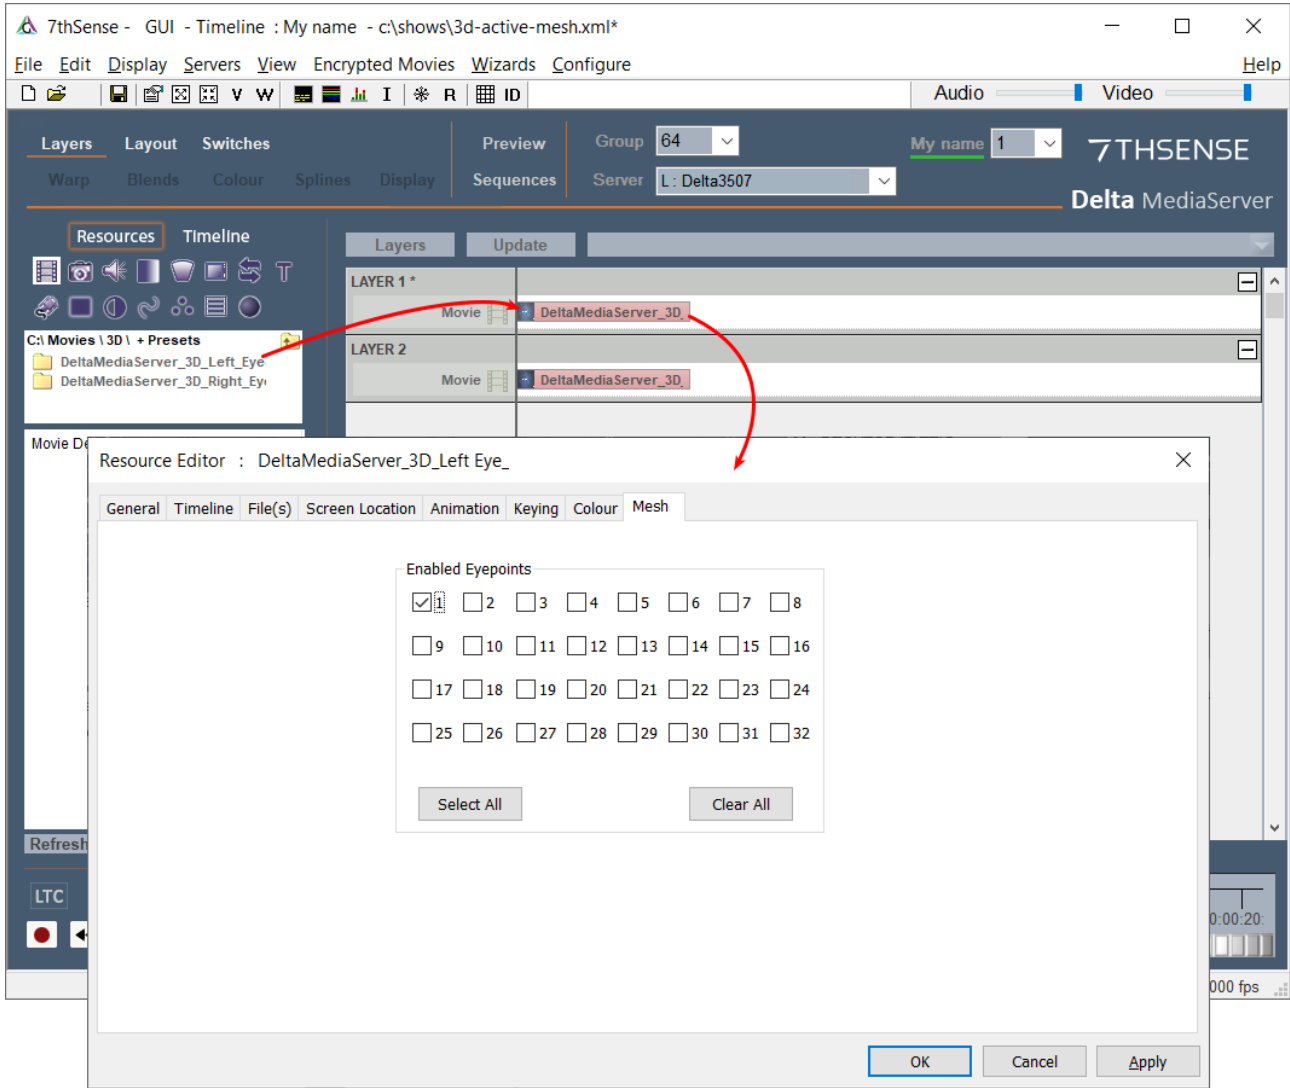 7thSense - GUI - Timeline : My name - c:\shows\3d-active-mesh.xml*
File Edit Display Servers View Encrypted Movies Wizards Configure Help
V W I R ID Audio Video
Layers Layout Switches Preview Group 64 My name 1 7THSENSE
Warp Blends Colour Splines Display Sequences Server L : Delta3507
Delta MediaServer
Resources Timeline
Layers Update
T
LAYER 1 *
Movie DeltaMediaServer_3D_
C:\ Movies \ 3D \ + Presets
LAYER 2
DeltaMediaServer_3D_Left_Eye
DeltaMediaServer_3D_Right_Ey
Movie DeltaMediaServer_3D_
Movie De
Resource Editor : DeltaMediaServer_3D_Left Eye_
General Timeline File(s) Screen Location Animation Keying Colour Mesh
Enabled Eyepoints
1 2 3 4 5 6 7 8
9 10 11 12 13 14 15 16
17 18 19 20 21 22 23 24
25 26 27 28 29 30 31 32
Select All Clear All
Refresh
LTC
0:00:20:
000 fps
OK Cancel Apply